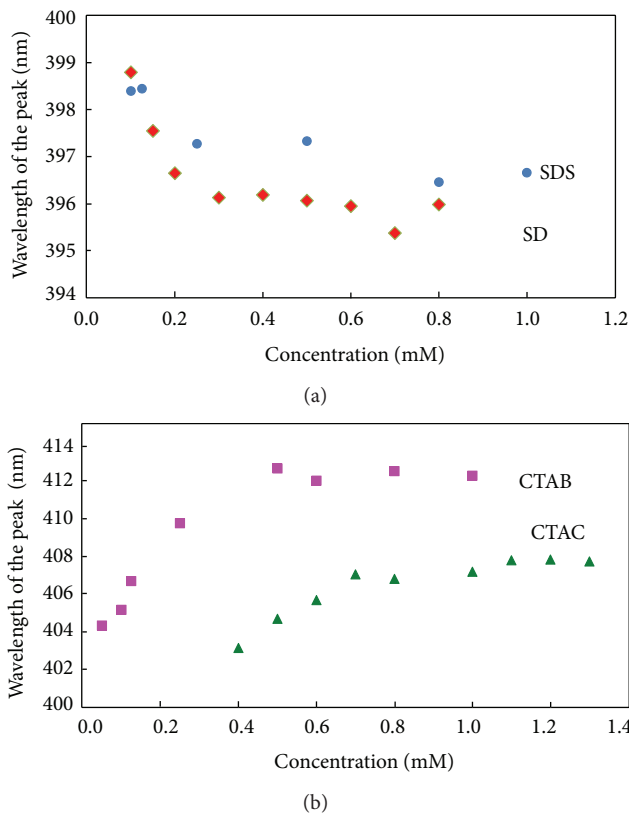 400
399
398
397
396
395
394
Wavelength of the peak (nm)
SDS
SD
0.0 0.2 0.4 0.6 0.8 1.0 1.2
Concentration (mM)
(a)
414
412
410
408
406
404
402
400
Wavelength of the peak (nm)
CTAB
CTAC
0.0 0.2 0.4 0.6 0.8 1.0 1.2 1.4
Concentration (mM)
(b)